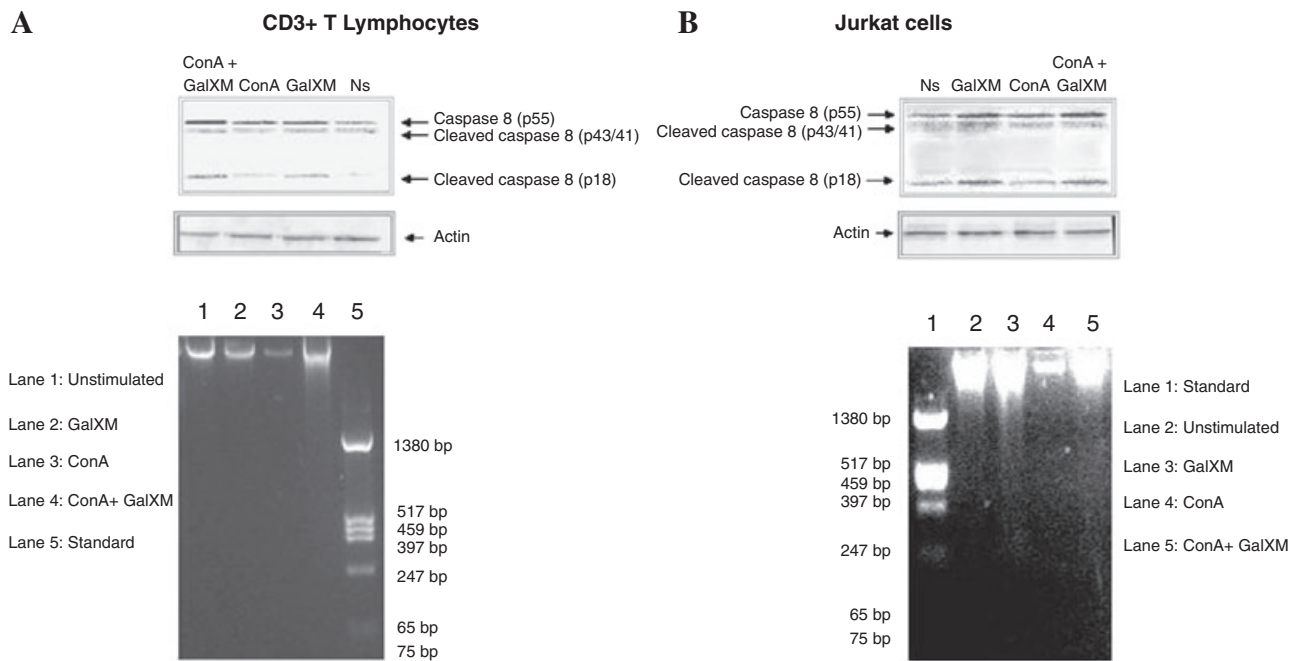 A
CD3+ T Lymphocytes
ConA +
GalXM ConA GalXM Ns
Caspase 8 (p55)
Cleaved caspase 8 (p43/41)
Cleaved caspase 8 (p18)
Actin
1 2 3 4 5
Lane 1: Unstimulated
Lane 2: GalXM
Lane 3: ConA
Lane 4: ConA+ GalXM
Lane 5: Standard
1380 bp
517 bp
459 bp
397 bp
247 bp
65 bp
75 bp
B
Jurkat cells
ConA +
Ns GalXM ConA GalXM
Caspase 8 (p55)
Cleaved caspase 8 (p43/41)
Cleaved caspase 8 (p18)
Actin
1 2 3 4 5
1380 bp
517 bp
459 bp
397 bp
247 bp
65 bp
75 bp
Lane 1: Standard
Lane 2: Unstimulated
Lane 3: GalXM
Lane 4: ConA
Lane 5: ConA+ GalXM